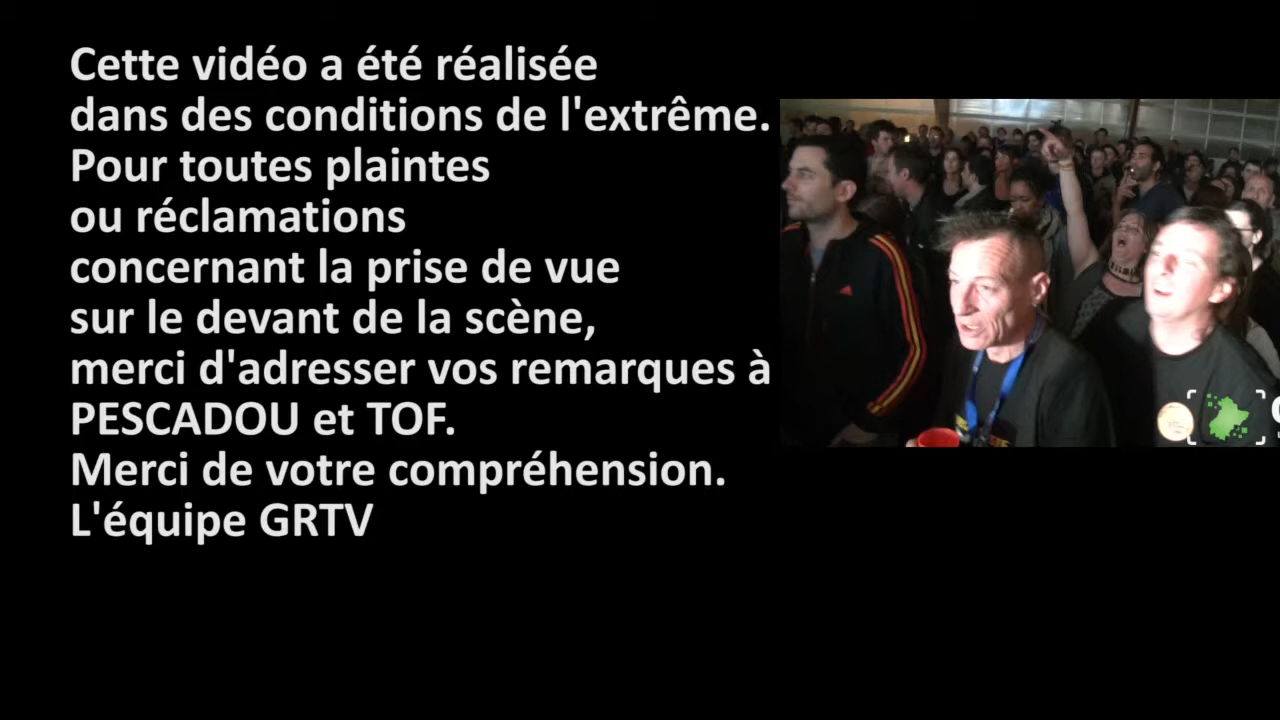 Cette vidéo a été réalisée
dans des conditions de l'extrême.
Pour toutes plaintes
ou réclamations
concernant la prise de vue
sur le devant de la scène,
merci d'adresser vos remarques à
PESCADOU et TOF.
Merci de votre compréhension.
L'équipe GRTV